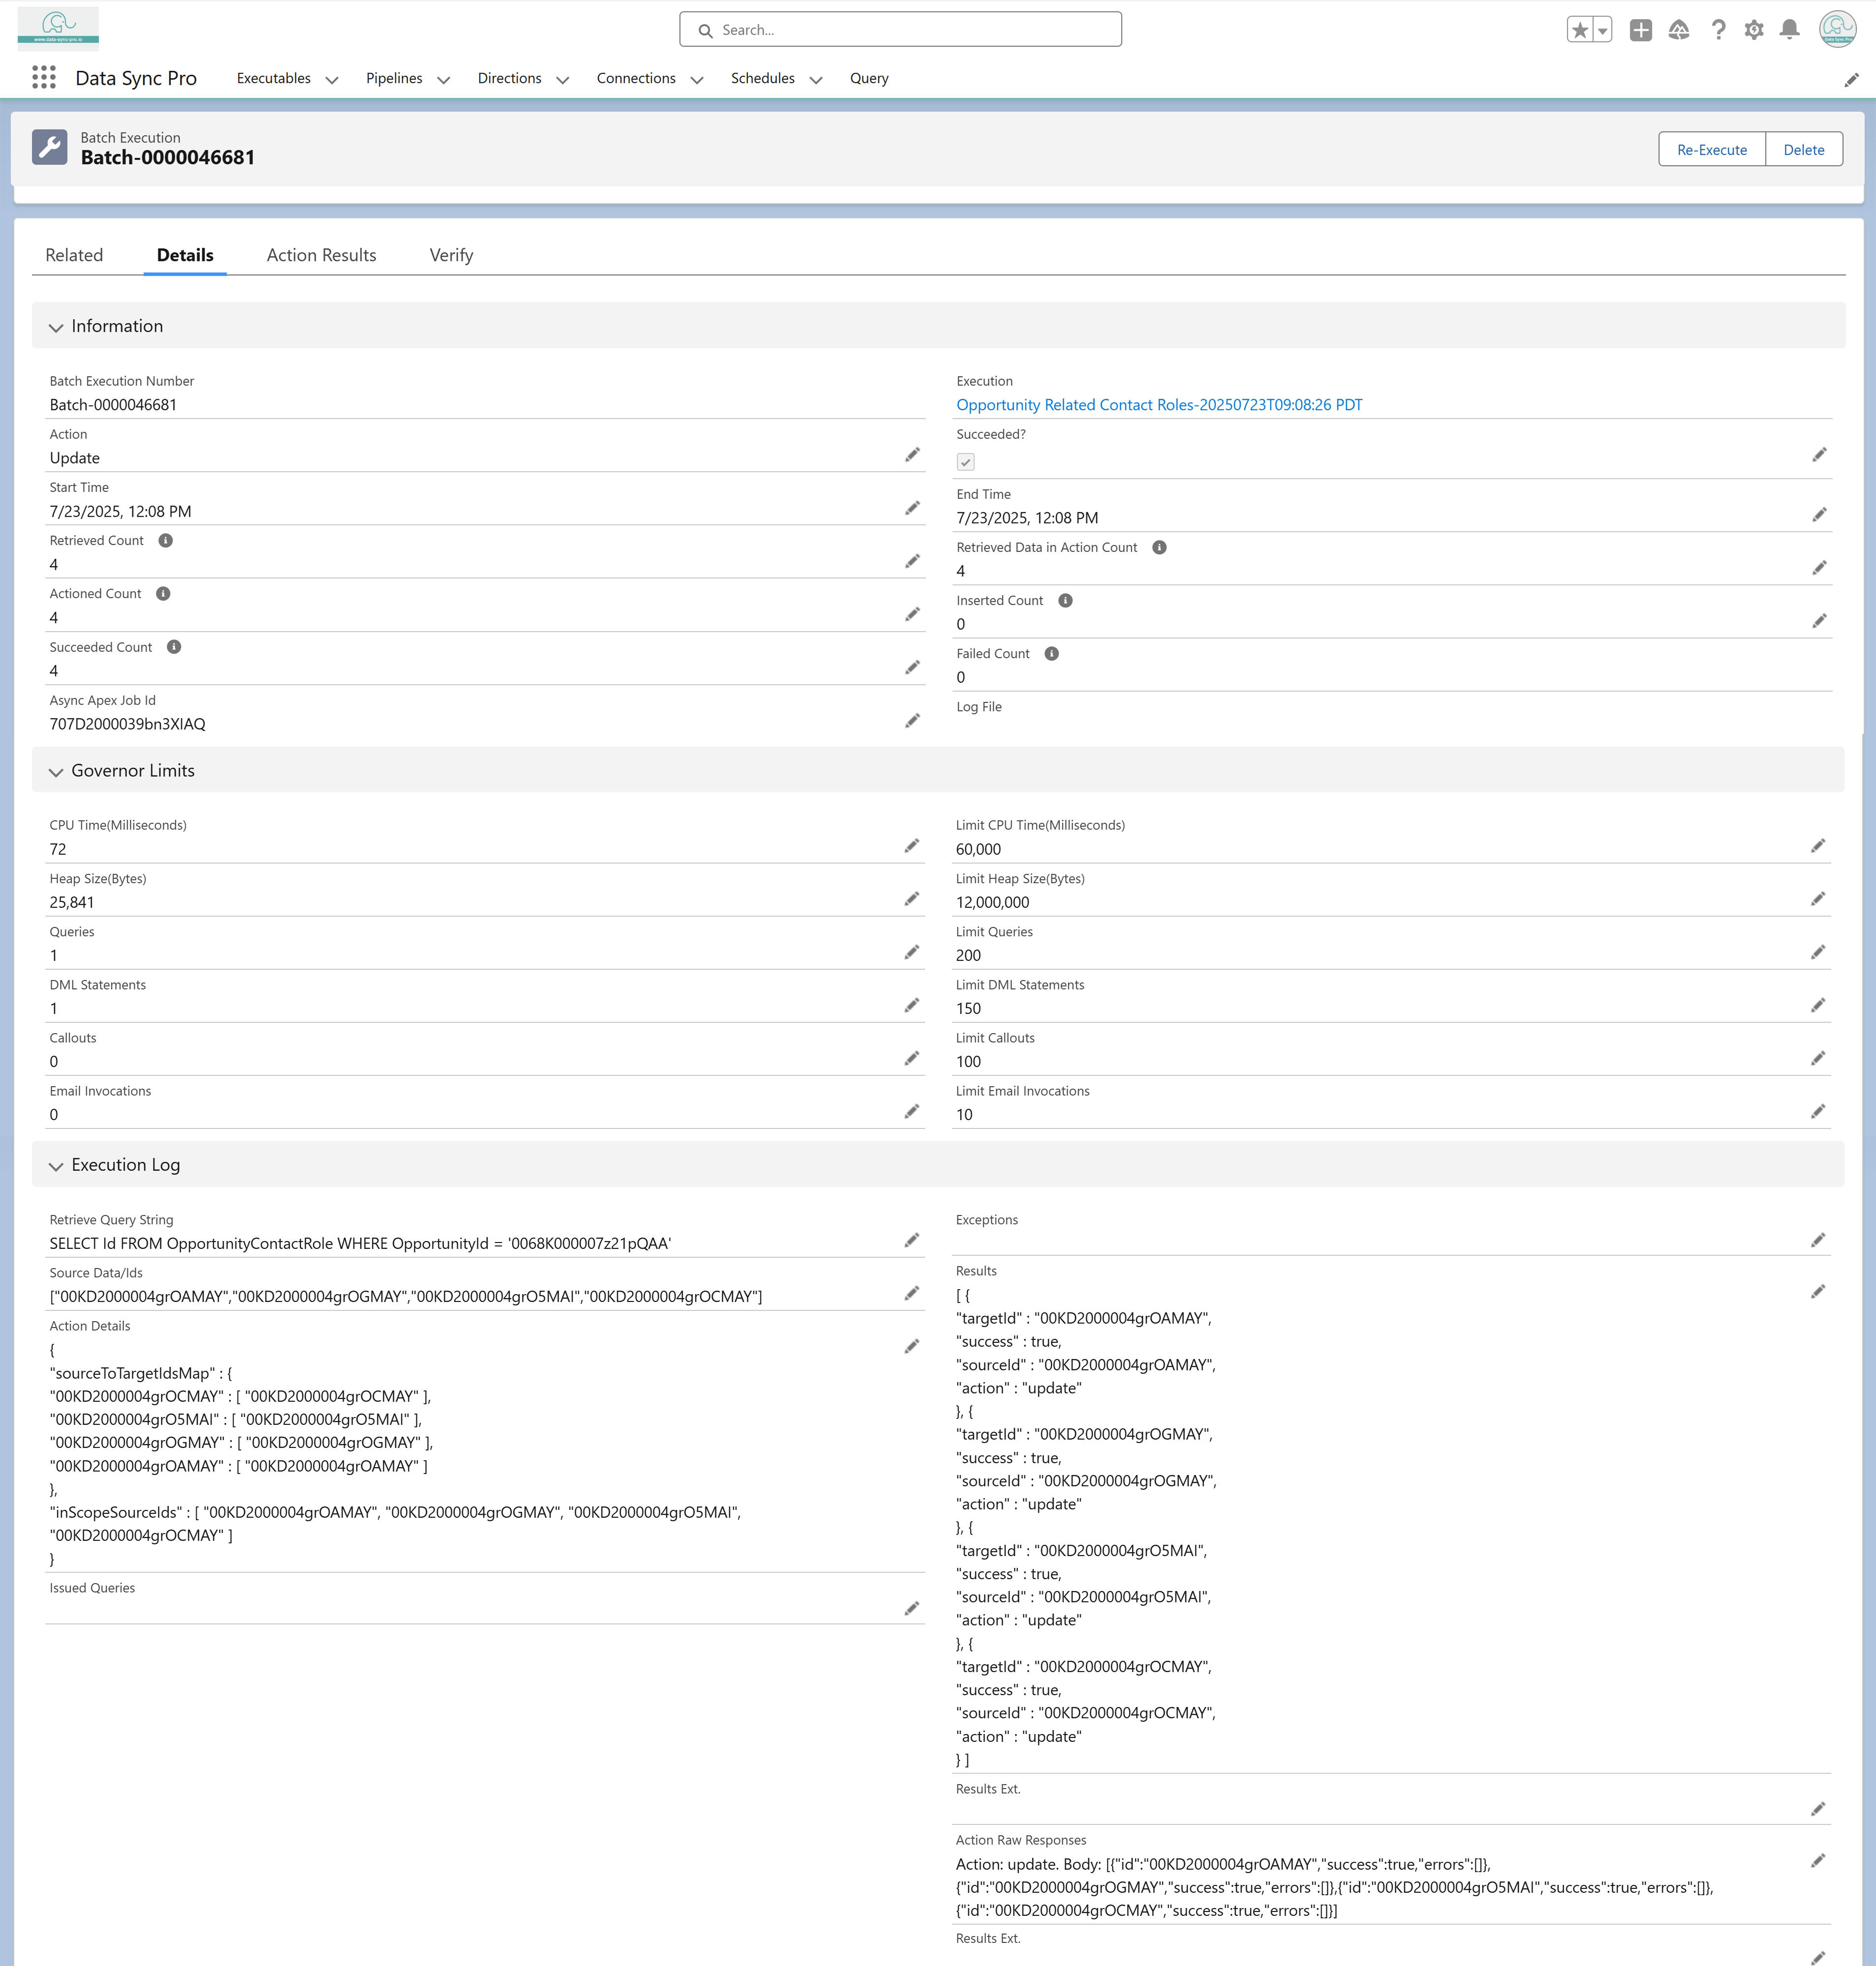 www.data-sync-pro.io
Search...
Data Sync Pro
Data Sync Pro
Executables
Pipelines
Directions
Connections
Schedules
Query
Batch Execution
Batch-0000046681
Re-Execute
Delete
Related
Details
Action Results
Verify
Information
Batch Execution Number
Batch-0000046681
Execution
Opportunity Related Contact Roles-20250723T09:08:26 PDT
Action
Update
Succeeded?
Start Time
7/23/2025, 12:08 PM
End Time
7/23/2025, 12:08 PM
Retrieved Count
4
Retrieved Data in Action Count
4
Actioned Count
4
Inserted Count
0
Succeeded Count
4
Failed Count
0
Async Apex Job Id
707D2000039bn3XIAQ
Log File
Governor Limits
CPU Time(Milliseconds)
72
Limit CPU Time(Milliseconds)
60,000
Heap Size(Bytes)
25,841
Limit Heap Size(Bytes)
12,000,000
Queries
1
Limit Queries
200
DML Statements
1
Limit DML Statements
150
Callouts
0
Limit Callouts
100
Email Invocations
0
Limit Email Invocations
10
Execution Log
Retrieve Query String
SELECT Id FROM OpportunityContactRole WHERE OpportunityId = '0068K000007z21pQAA'
Source Data/Ids
["00KD2000004grOAMAY","00KD2000004grOGMAY","00KD2000004grO5MAI","00KD2000004grOCMAY"]
Action Details
{
"sourceToTargetIdsMap" : {
"00KD2000004grOCMAY" : [ "00KD2000004grOCMAY" ],
"00KD2000004grO5MAI" : [ "00KD2000004grO5MAI" ],
"00KD2000004grOGMAY" : [ "00KD2000004grOGMAY" ],
"00KD2000004grOAMAY" : [ "00KD2000004grOAMAY" ]
},
"inScopeSourceIds" : [ "00KD2000004grOAMAY", "00KD2000004grOGMAY", "00KD2000004grO5MAI",
"00KD2000004grOCMAY" ]
}
Issued Queries
Exceptions
Results
[ {
"targetId" : "00KD2000004grOAMAY",
"success" : true,
"sourceId" : "00KD2000004grOAMAY",
"action" : "update"
}, {
"targetId" : "00KD2000004grOGMAY",
"success" : true,
"sourceId" : "00KD2000004grOGMAY",
"action" : "update"
}, {
"targetId" : "00KD2000004grO5MAI",
"success" : true,
"sourceId" : "00KD2000004grO5MAI",
"action" : "update"
}, {
"targetId" : "00KD2000004grOCMAY",
"success" : true,
"sourceId" : "00KD2000004grOCMAY",
"action" : "update"
} ]
Results Ext.
Action Raw Responses
Action: update. Body: [{"id":"00KD2000004grOAMAY","success":true,"errors":[]},
{"id":"00KD2000004grOGMAY","success":true,"errors":[]},{"id":"00KD2000004grO5MAI","success":true,"errors":[]},
{"id":"00KD2000004grOCMAY","success":true,"errors":[]}]
Results Ext.